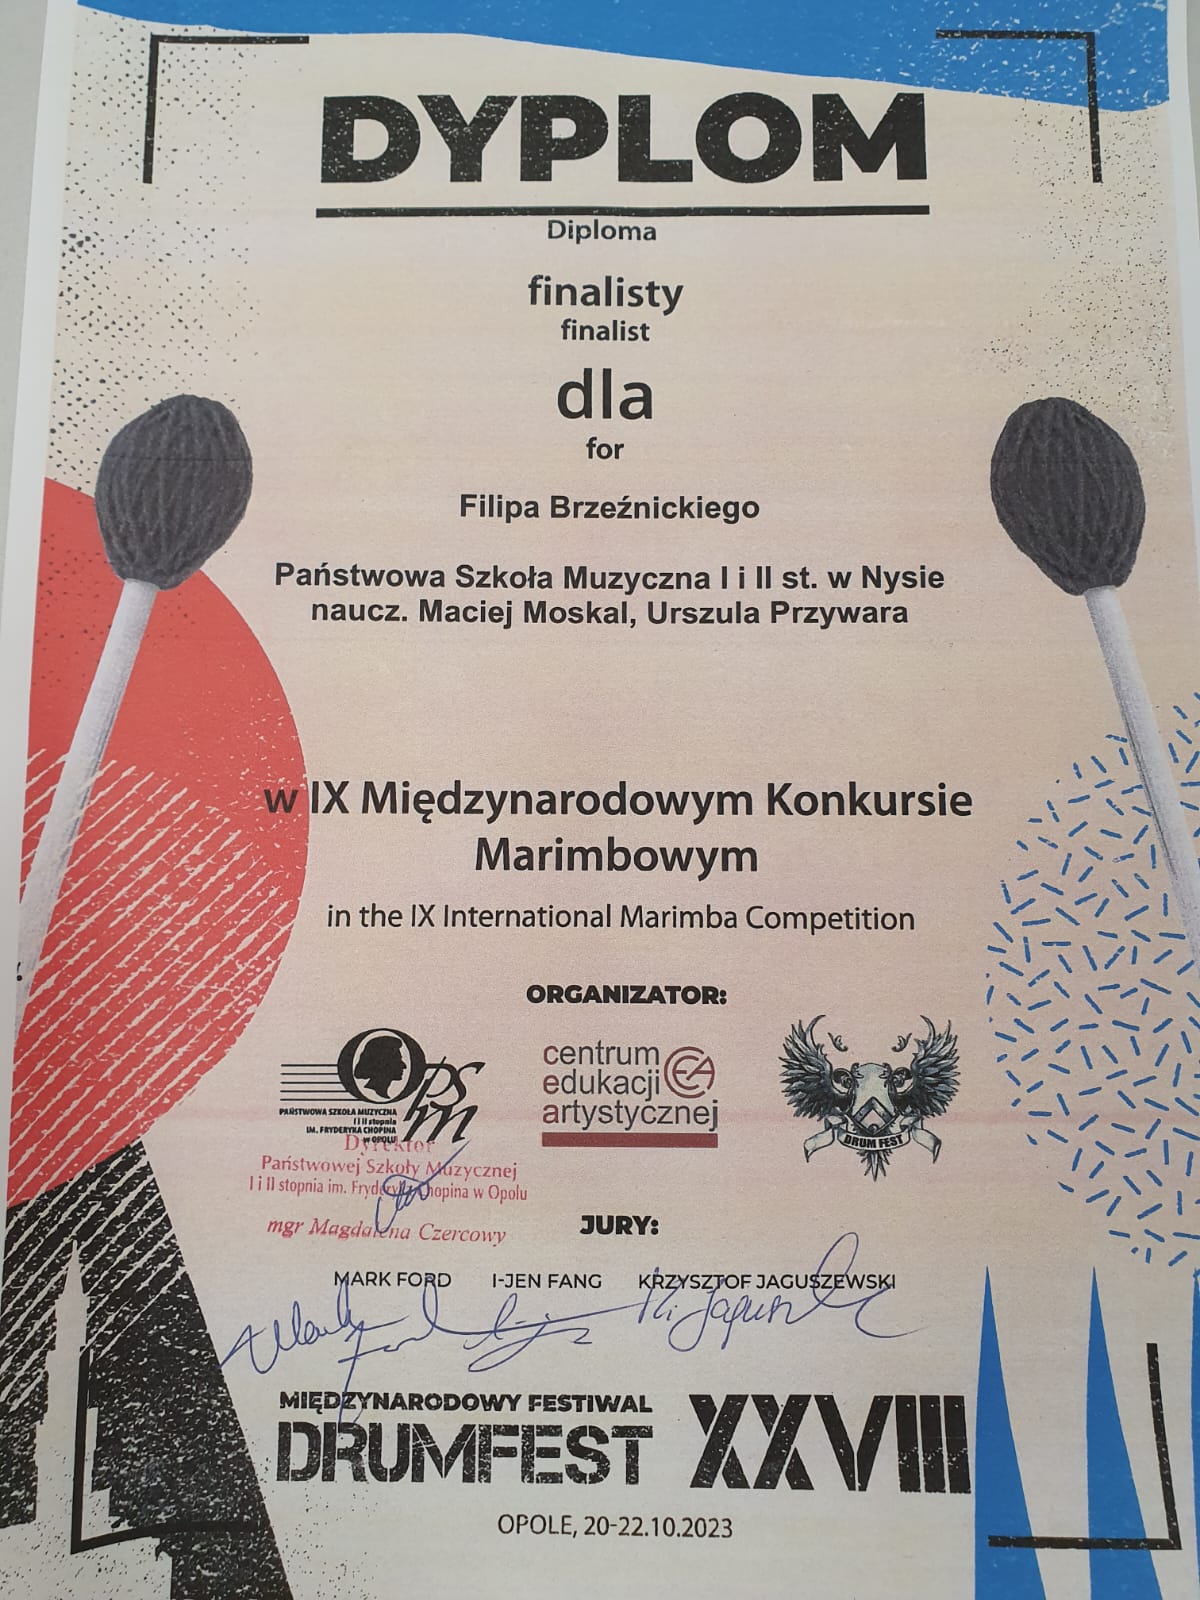 DYPLOM
Diploma
finalisty
finalist
dla
for
Filipa Brzeźnickiego
Państwowa Szkoła Muzyczna I i II st. w Nysie
naucz. Maciej Moskal, Urszula Przywara
w IX Międzynarodowym Konkursie
Marimbowym
in the IX International Marimba Competition
ORGANIZATOR:
PSM
PAŃSTWOWA SZKOŁA MUZYCZNA
I i II stopnia
IM. FRYDERYKA CHOPINA
w OPOLU
centrum
edukacji
artystycznej
CEA
DRUM FEST
Dyrektor
Państwowej Szkoły Muzycznej
I i II stopnia im. Fryderyka Chopina w Opolu
mgr Magdalena Czercowy
JURY:
MARK FORD I-JEN FANG KRZYSZTOF JAGUSZEWSKI
MIĘDZYNARODOWY FESTIWAL
DRUMFEST XXVIII
OPOLE, 20-22.10.2023